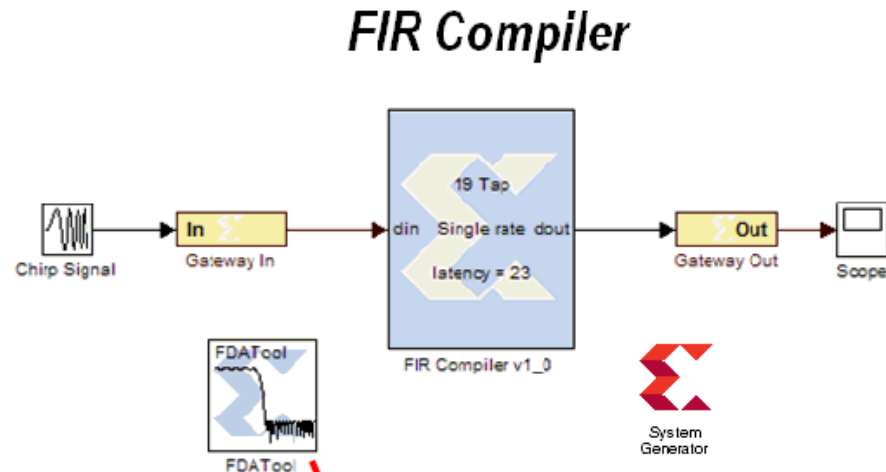 FIR Compiler
19 Tap
In
din Single rate dout
Out
Chirp Signal
Gateway In
latency = 23
Gateway Out
Scope
FDATool
FIR Compiler v1_0
System
Generator
FDATool